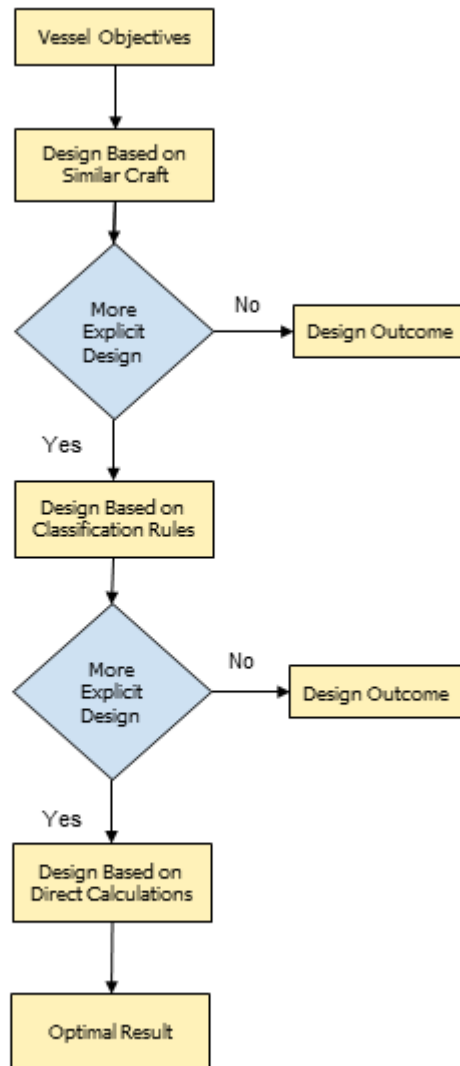 Vessel Objectives
Design Based on
Similar Craft
More
Explicit
Design
No
Design Outcome
Yes
Design Based on
Classification Rules
More
Explicit
Design
No
Design Outcome
Yes
Design Based on
Direct Calculations
Optimal Result